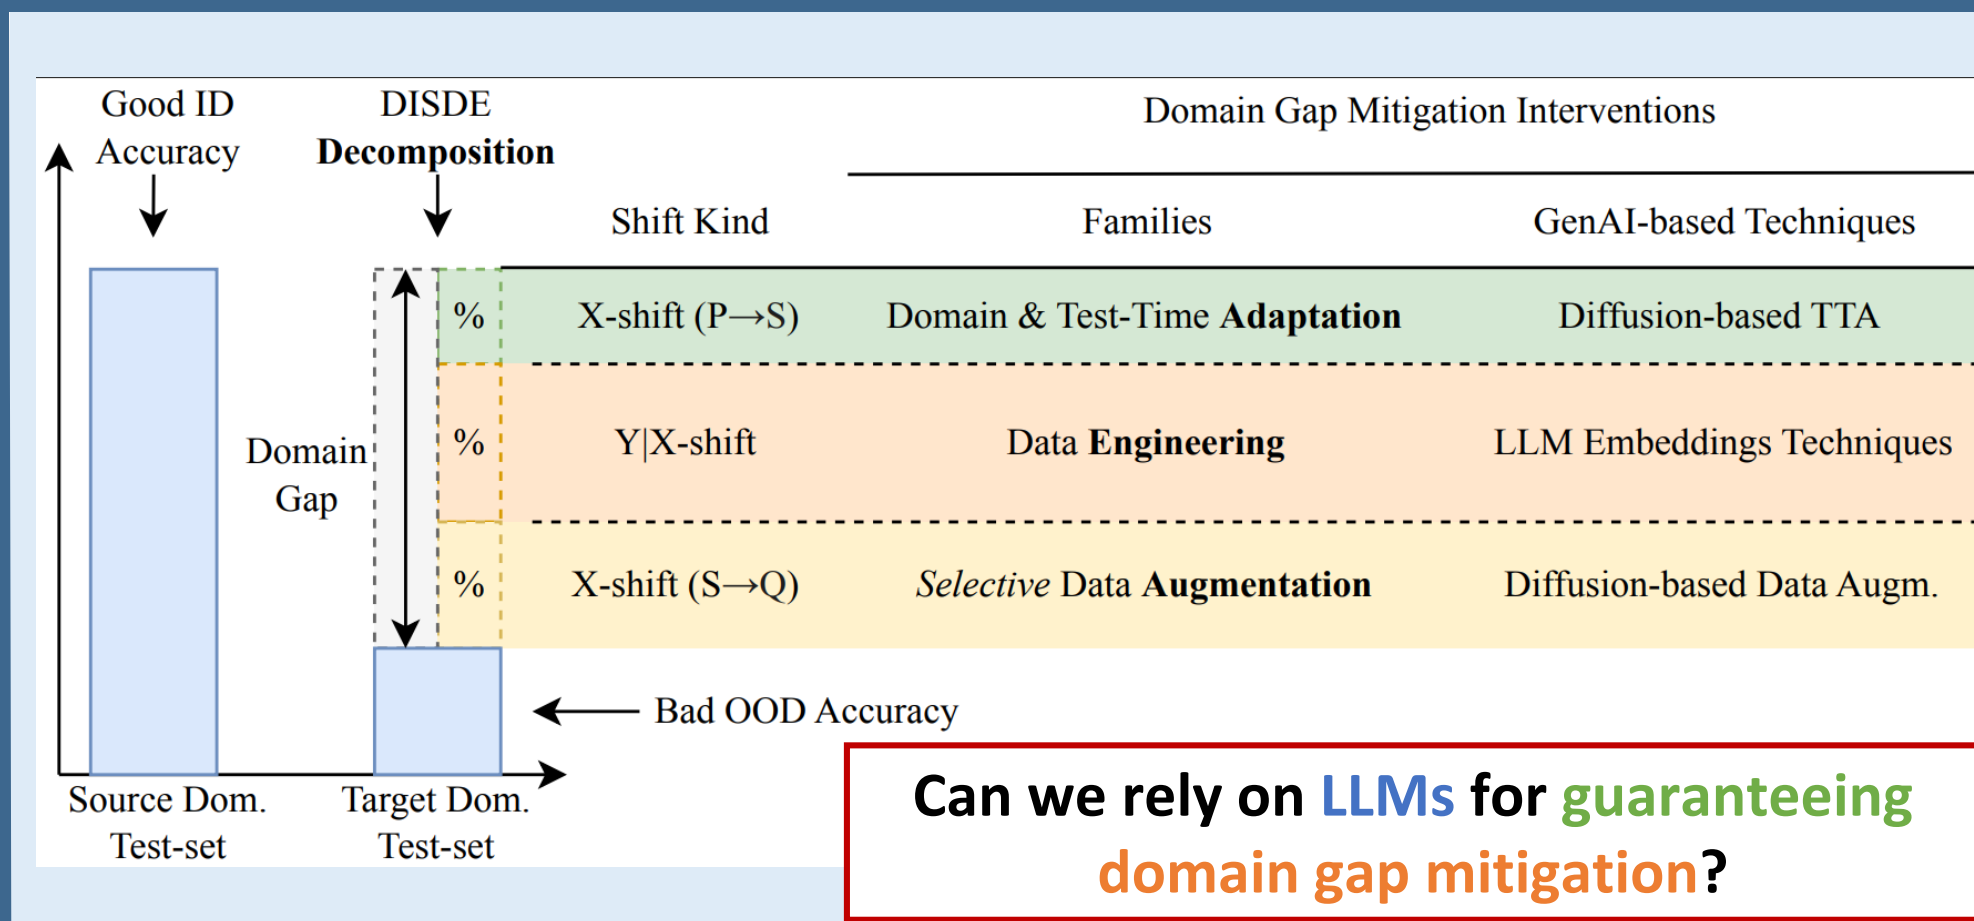 Good ID
Accuracy
DISDE
Decomposition
Domain Gap Mitigation Interventions
Shift Kind
Families
GenAI-based Techniques
%
X-shift (P→S)
Domain & Test-Time Adaptation
Diffusion-based TTA
%
Y|X-shift
Data Engineering
LLM Embeddings Techniques
Domain
Gap
%
X-shift (S→Q)
Selective Data Augmentation
Diffusion-based Data Augm.
Bad OOD Accuracy
Source Dom.
Test-set
Target Dom.
Test-set
Can we rely on LLMs for guaranteeing
domain gap mitigation?